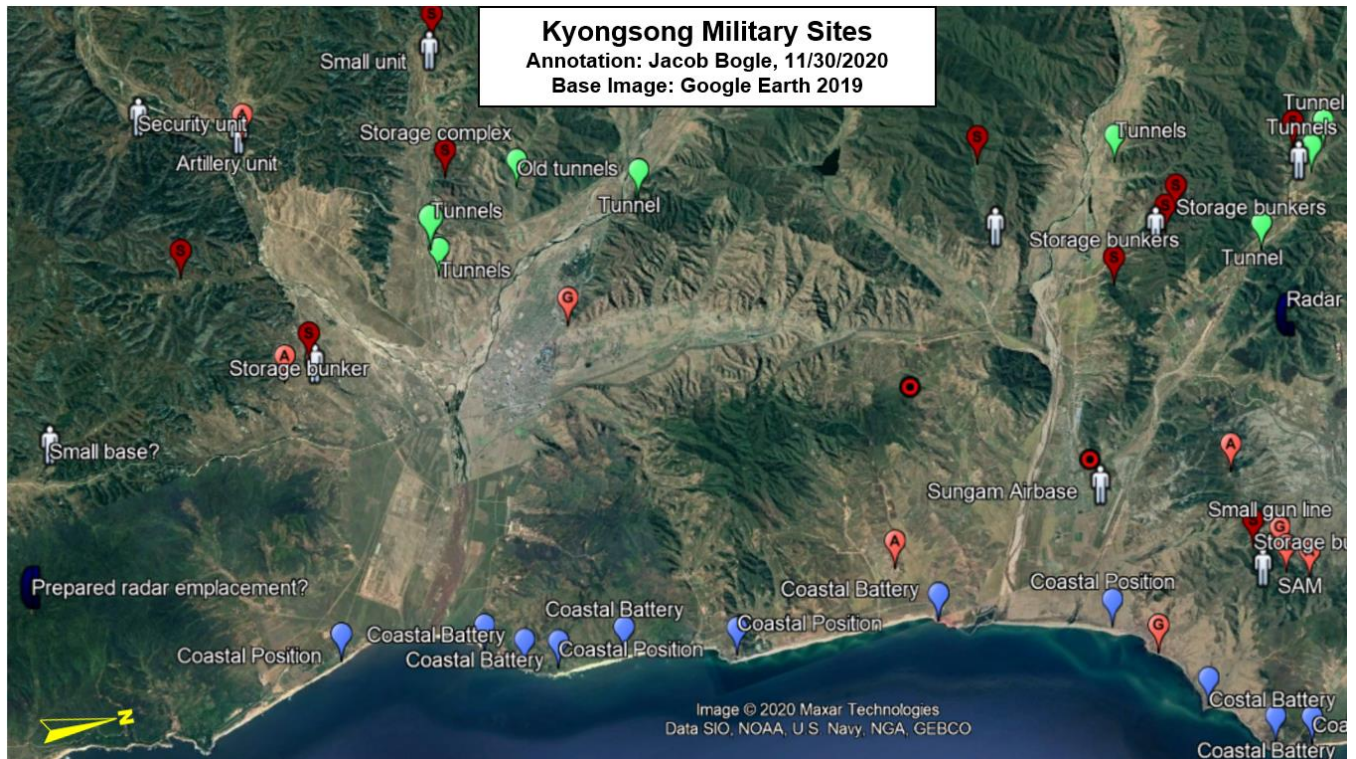 Kyongsong Military Sites
Annotation: Jacob Bogle, 11/30/2020
Base Image: Google Earth 2019
S
Small unit
Security unit
A
Artillery unit
Storage complex
S
Old tunnels
Tunnel
Tunnels
Tunnels
S
G
S
A
Storage bunker
Small base?
Prepared radar emplacement?
S
Tunnels
Tunnel
Tunnels
S
S
Storage bunkers
Storage bunkers
S
Tunnel
Radar
A
Sungam Airbase
Small gun line
G
Storage bu
SAM
A
Coastal Battery
Coastal Position
G
Coastal Position
Coastal Battery
Coastal Battery
Coastal Battery
Coastal Position
Coastal Position
Costal Battery
Coa
Coastal Battery
N
Image © 2020 Maxar Technologies
Data SIO, NOAA, U.S. Navy, NGA, GEBCO